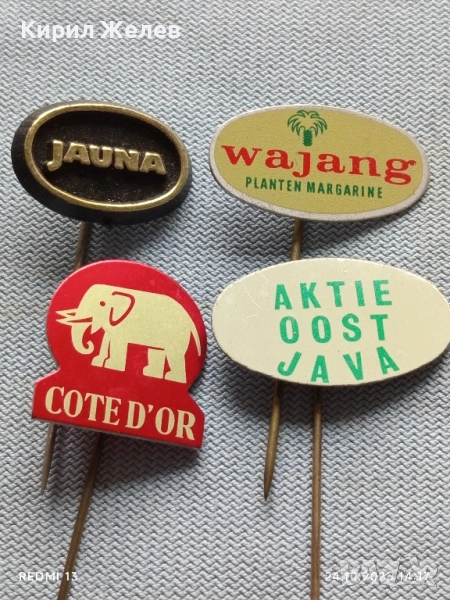 Кирил Желев
JAUNA
wajang
PLANTEN MARGARINE
COTE D'OR
AKTIE
OOST
JAVA
REDMI 13